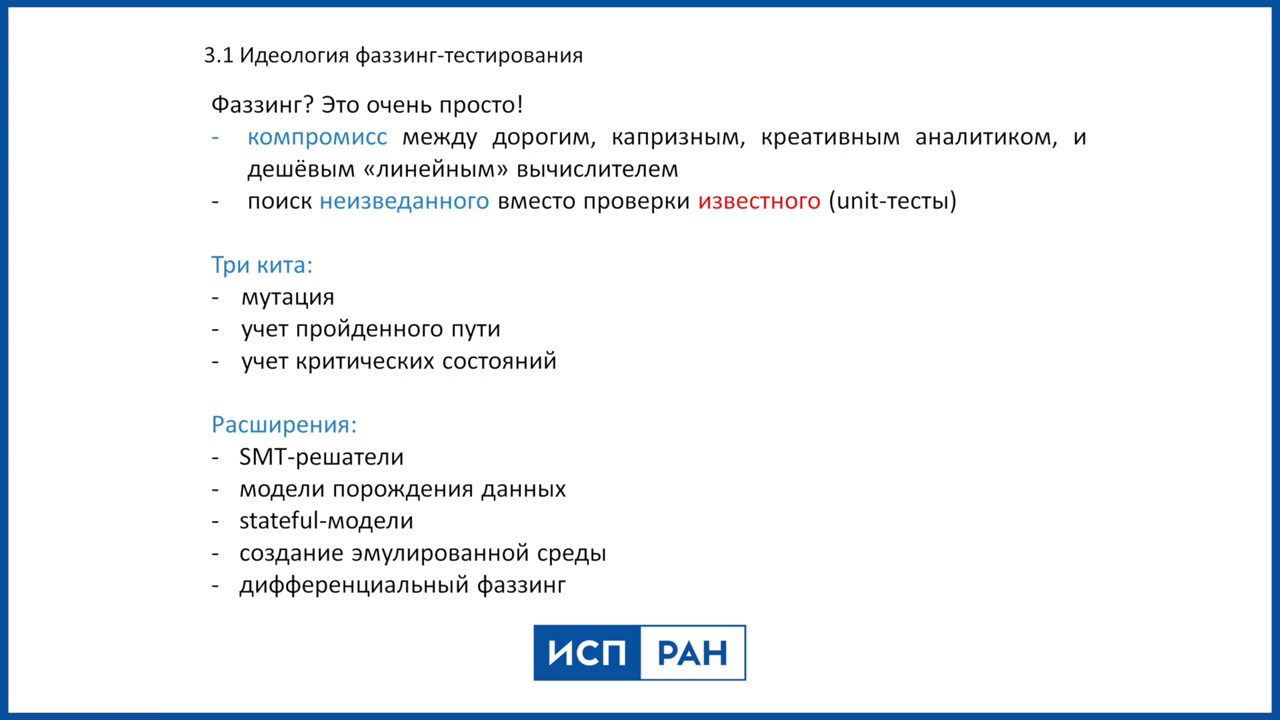 3.1 Идеология фаззинг-тестирования
Фаззинг? Это очень просто!
- компромисс между дорогим, капризным, креативным аналитиком, и
дешёвым «линейным» вычислителем
- поиск неизведанного вместо проверки известного (unit-тесты)
Три кита:
- мутация
- учет пройденного пути
- учет критических состояний
Расширения:
- SMT-решатели
- модели порождения данных
- stateful-модели
- создание эмулированной среды
- дифференциальный фаззинг
ИСП РАН